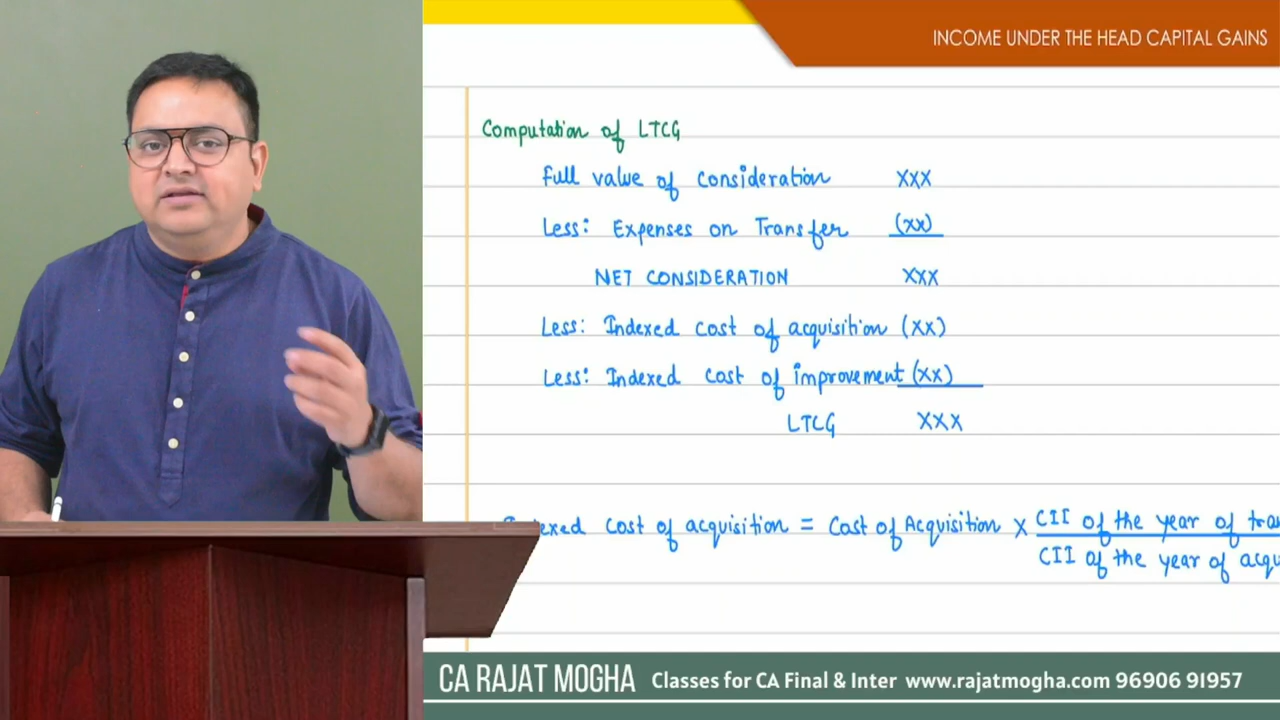 INCOME UNDER THE HEAD CAPITAL GAINS
Computation of LTCG
Full value of consideration XXX
Less: Expenses on Transfer (XX)
NET CONSIDERATION XXX
Less: Indexed cost of acquisition (XX)
Less: Indexed cost of improvement (XX)
LTCG XXX
cost of acquisition = Cost of Acquisition X CII of the year of
CII of the year of
CA RAJAT MOGHA Classes for CA Final & Inter www.rajatmogha.com 96906 91957